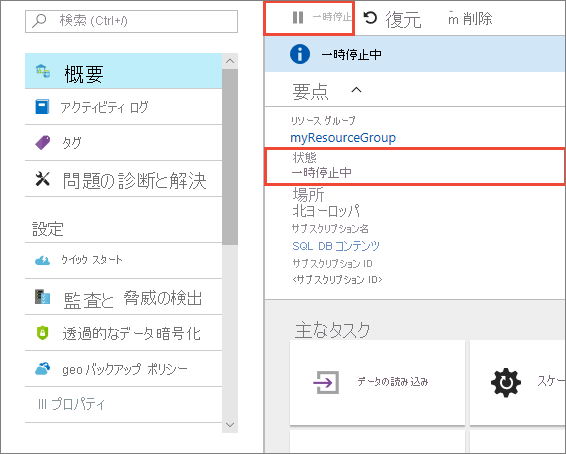 検索 (Ctrl+/)
概要
アクティビティ ログ
タグ
問題の診断と解決
設定
クイック スタート
監査と 脅威の検出
透過的なデータ暗号化
geo バックアップ ポリシー
プロパティ
一時停止 復元 削除
一時停止中
要点
リソース グループ
myResourceGroup
状態
一時停止中
場所
北ヨーロッパ
サブスクリプション名
SQL DB コンテンツ
サブスクリプション ID
<サブスクリプション ID>
主なタスク
データの読み込み
スケー